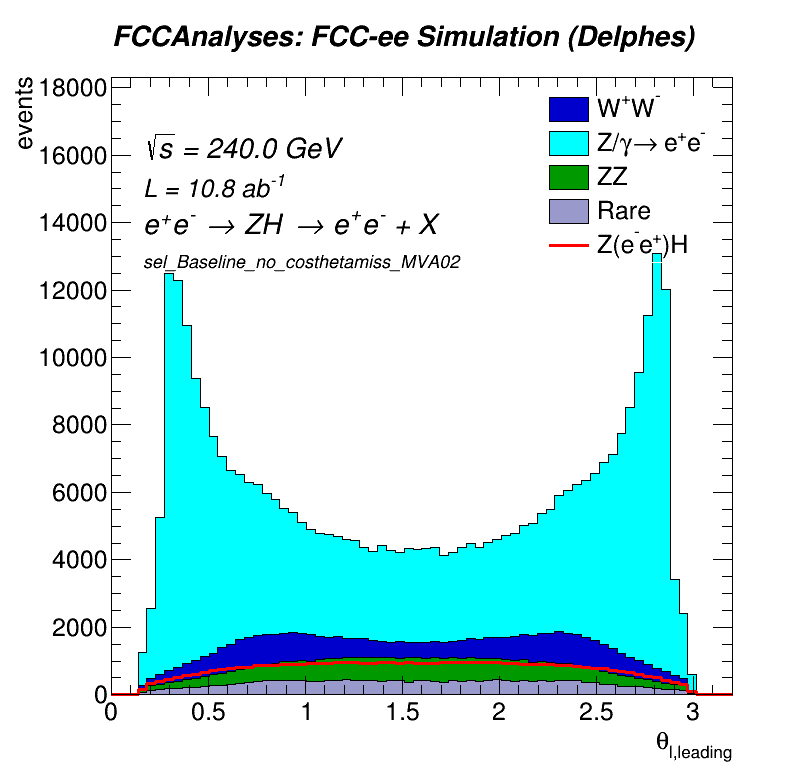 FCCAnalyses: FCC-ee Simulation (Delphes)
events
18000
16000
14000
12000
10000
8000
6000
4000
2000
0
√s = 240.0 GeV
L = 10.8 ab⁻¹
e⁺e⁻ → ZH → e⁺e⁻ + X
sel_Baseline_no_costhetamiss_MVA02
W⁺W⁻
Z/γ→ e⁺e⁻
ZZ
Rare
Z(e⁻e⁺)H
0 0.5 1 1.5 2 2.5 3
θl,leading